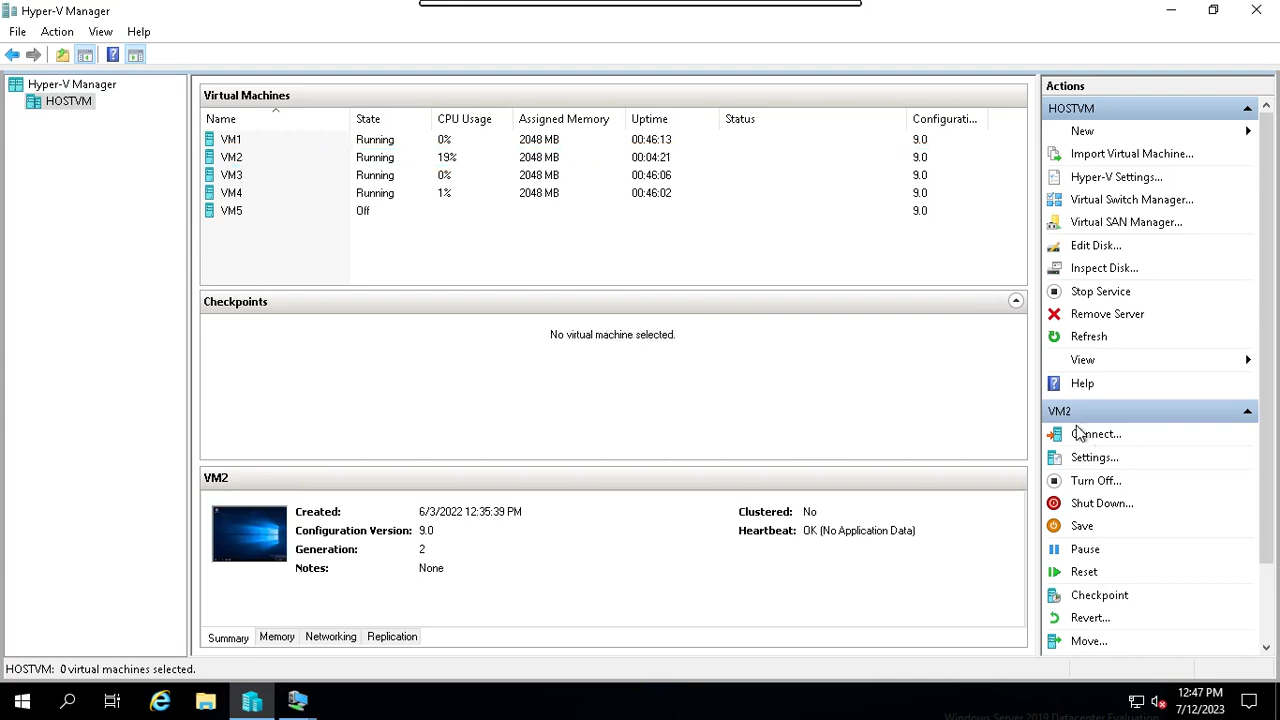 Hyper-V Manager
File Action View Help
Hyper-V Manager
HOSTVM
Virtual Machines
Name State CPU Usage Assigned Memory Uptime Status Configurati...
VM1 Running 0% 2048 MB 00:46:13 9.0
VM2 Running 19% 2048 MB 00:04:21 9.0
VM3 Running 0% 2048 MB 00:46:06 9.0
VM4 Running 1% 2048 MB 00:46:02 9.0
VM5 Off 9.0
Checkpoints
No virtual machine selected.
VM2
Created: 6/3/2022 12:35:39 PM Clustered: No
Configuration Version: 9.0 Heartbeat: OK (No Application Data)
Generation: 2
Notes: None
Summary Memory Networking Replication
Actions
HOSTVM
New
Import Virtual Machine...
Hyper-V Settings...
Virtual Switch Manager...
Virtual SAN Manager...
Edit Disk...
Inspect Disk...
Stop Service
Remove Server
Refresh
View
Help
VM2
Connect...
Settings...
Turn Off...
Shut Down...
Save
Pause
Reset
Checkpoint
Revert...
Move...
HOSTVM: 0 virtual machines selected.
12:47 PM
7/12/2023
Windows Server 2019 Datacenter Evaluation